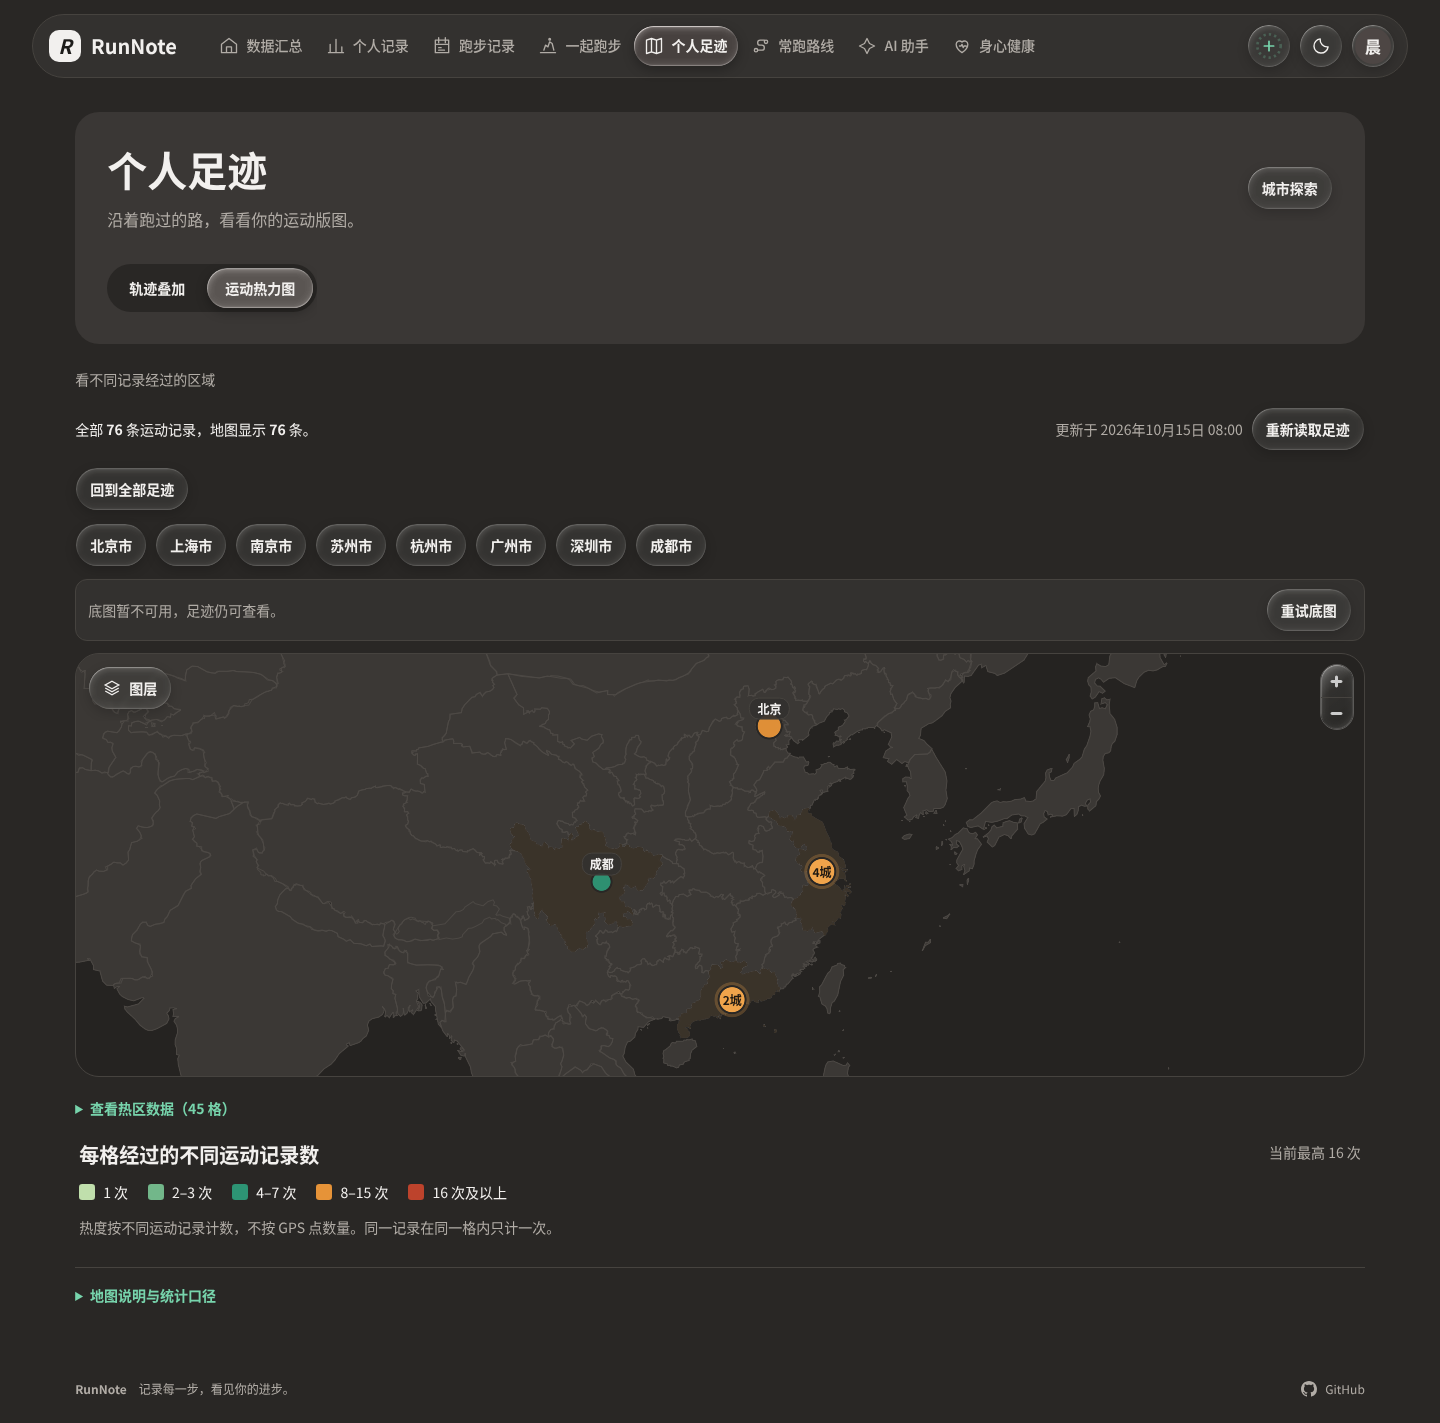 R RunNote 数据汇总 个人记录 跑步记录 一起跑步 个人足迹 常跑路线 AI 助手 身心健康 晨
个人足迹
沿着跑过的路，看看你的运动版图。
城市探索
轨迹叠加 运动热力图
看不同记录经过的区域
全部 76 条运动记录，地图显示 76 条。
更新于 2026年10月15日 08:00 重新读取足迹
回到全部足迹
北京市 上海市 南京市 苏州市 杭州市 广州市 深圳市 成都市
底图暂不可用，足迹仍可查看。 重试底图
图层
北京
成都
4城
2城
查看热区数据（45 格）
每格经过的不同运动记录数
当前最高 16 次
1 次 2–3 次 4–7 次 8–15 次 16 次及以上
热度按不同运动记录计数，不按 GPS 点数量。同一记录在同一格内只计一次。
地图说明与统计口径
RunNote 记录每一步，看见你的进步。 GitHub